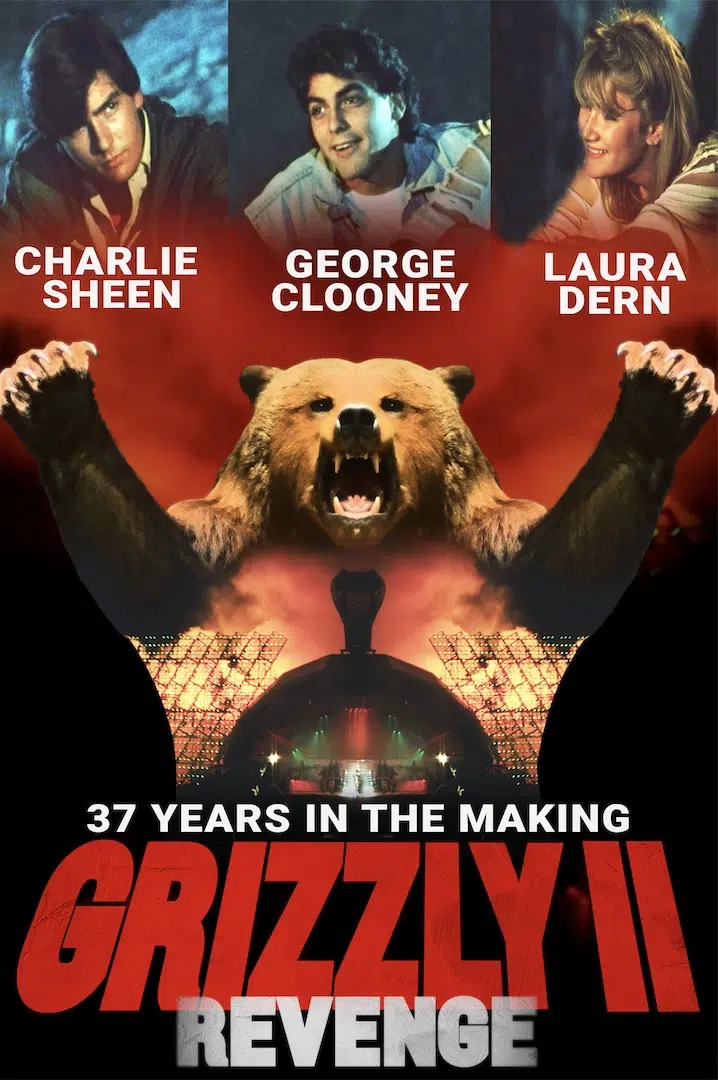 CHARLIE
SHEEN
GEORGE
CLOONEY
LAURA
DERN
37 YEARS IN THE MAKING
GRIZZLY II
REVENGE